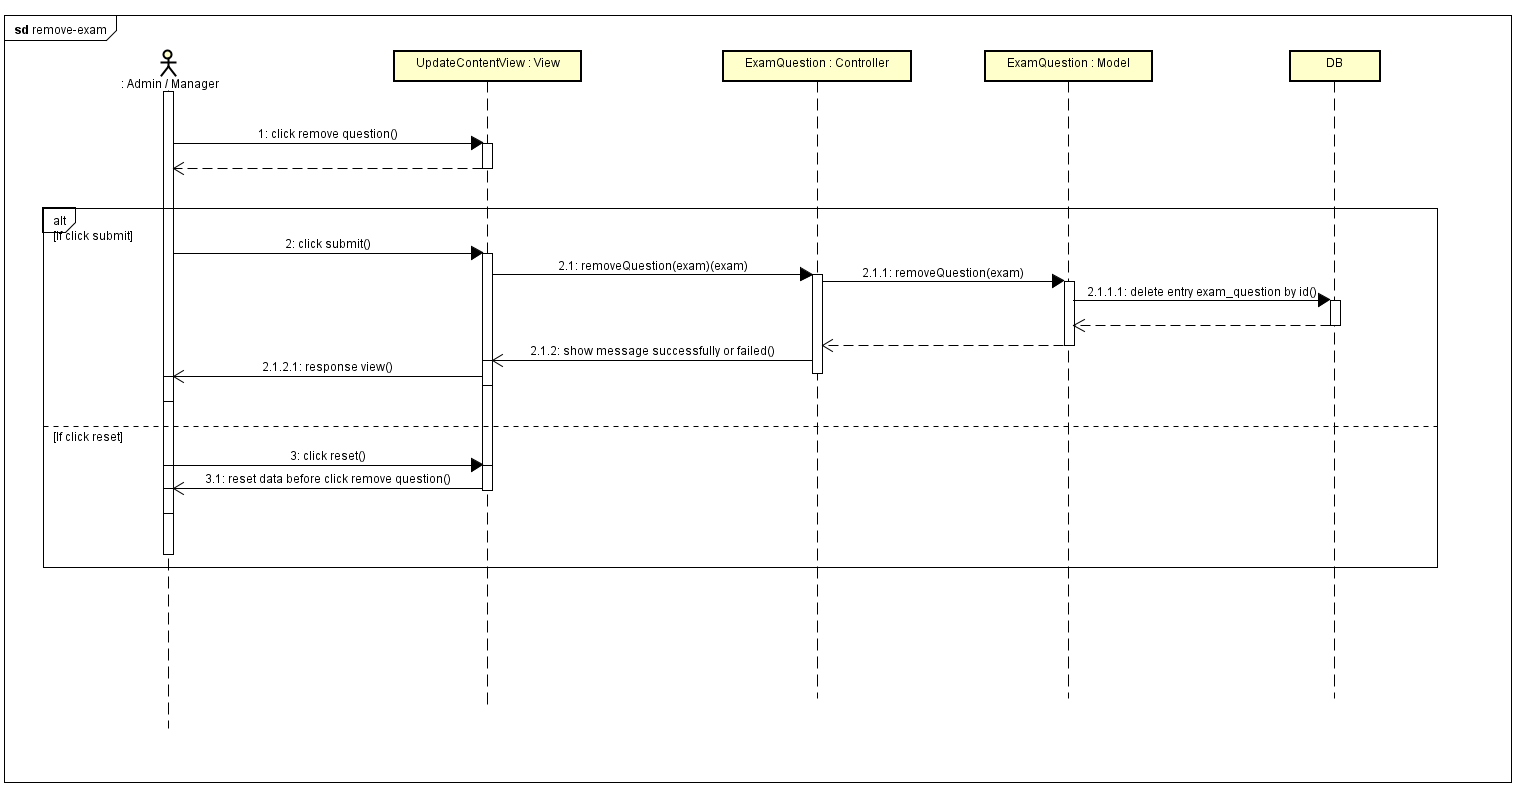 sd remove-exam
: Admin / Manager
UpdateContentView : View
ExamQuestion : Controller
ExamQuestion : Model
DB
1: click remove question()
alt
[If click submit]
2: click submit()
2.1: removeQuestion(exam)(exam)
2.1.1: removeQuestion(exam)
2.1.1.1: delete entry exam_question by id()
2.1.2: show message successfully or failed()
2.1.2.1: response view()
[If click reset]
3: click reset()
3.1: reset data before click remove question()